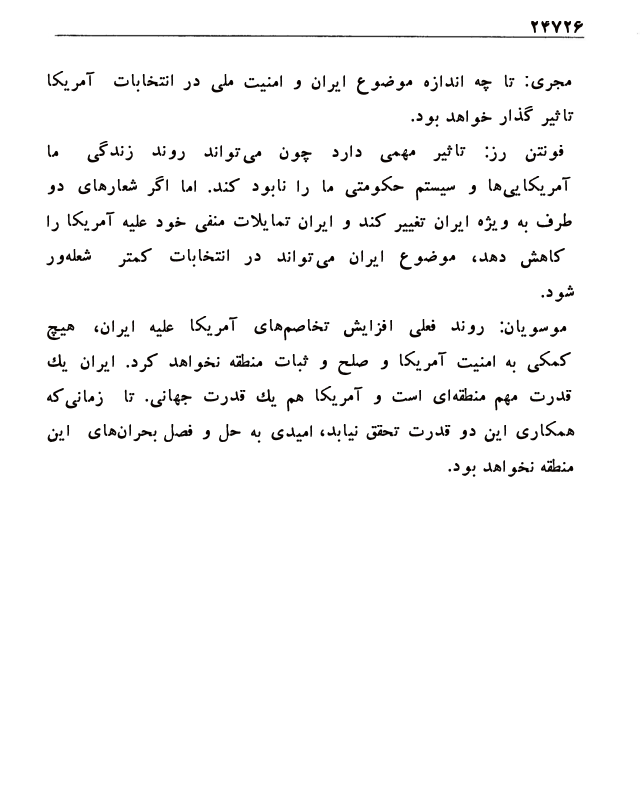 ۲۴۷۲۶
مجری: تا چه اندازه موضوع ایران و امنیت ملی در انتخابات آمریکا
تاثیر گذار خواهد بود.
فونتن رز: تاثیر مهمی دارد چون می‌تواند روند زندگی ما
آمریکایی‌ها و سیستم حکومتی ما را نابود کند. اما اگر شعارهای دو
طرف به ویژه ایران تغییر کند و ایران تمایلات منفی خود علیه آمریکا را
کاهش دهد، موضوع ایران می‌تواند در انتخابات کمتر شعله‌ور
شود.
موسویان: روند فعلی افزایش تخاصم‌های آمریکا علیه ایران، هیچ
کمکی به امنیت آمریکا و صلح و ثبات منطقه نخواهد کرد. ایران یك
قدرت مهم منطقه‌ای است و آمریکا هم یك قدرت جهانی. تا زمانی‌که
همکاری این دو قدرت تحقق نیابد، امیدی به حل و فصل بحران‌های این
منطقه نخواهد بود.